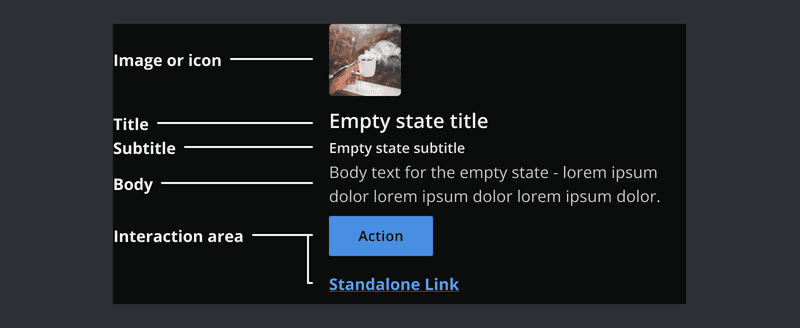 Image or icon
Title
Empty state title
Subtitle
Empty state subtitle
Body
Body text for the empty state - lorem ipsum
dolor lorem ipsum dolor lorem ipsum dolor.
Interaction area
Action
Standalone Link